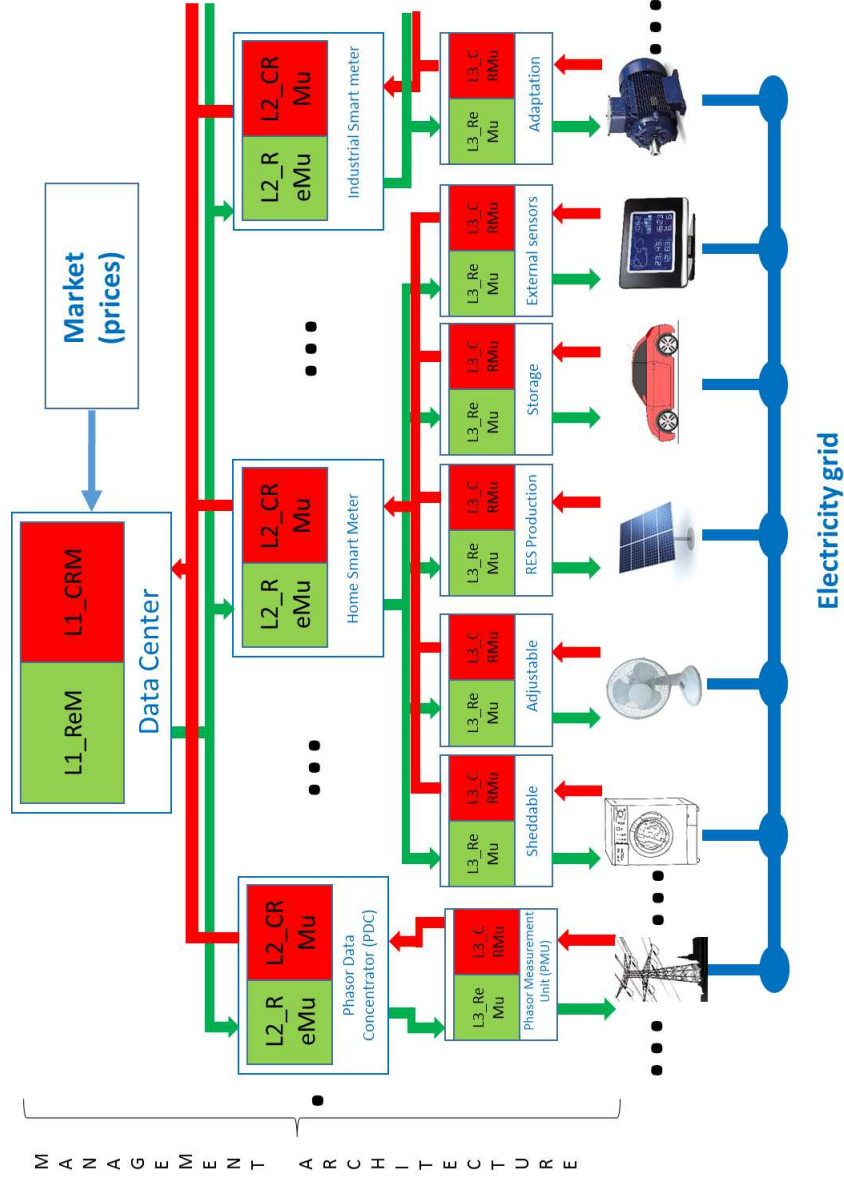 M A N A G E M E N T A R C H I T E C T U R E
L1_ReM
L1_CRM
Data Center
Market
(prices)
L2_R
eMu
L2_CR
Mu
Phasor Data
Concentrator (PDC)
L2_R
eMu
L2_CR
Mu
Home Smart Meter
L2_R
eMu
L2_CR
Mu
Industrial Smart meter
L3_Re
Mu
L3_C
RMu
Phasor Measurement
Unit (PMU)
L3_Re
Mu
L3_C
RMu
Sheddable
L3_Re
Mu
L3_C
RMu
Adjustable
L3_Re
Mu
L3_C
RMu
RES Production
L3_Re
Mu
L3_C
RMu
Storage
L3_Re
Mu
L3_C
RMu
External sensors
L3_Re
Mu
L3_C
RMu
Adaptation
Electricity grid